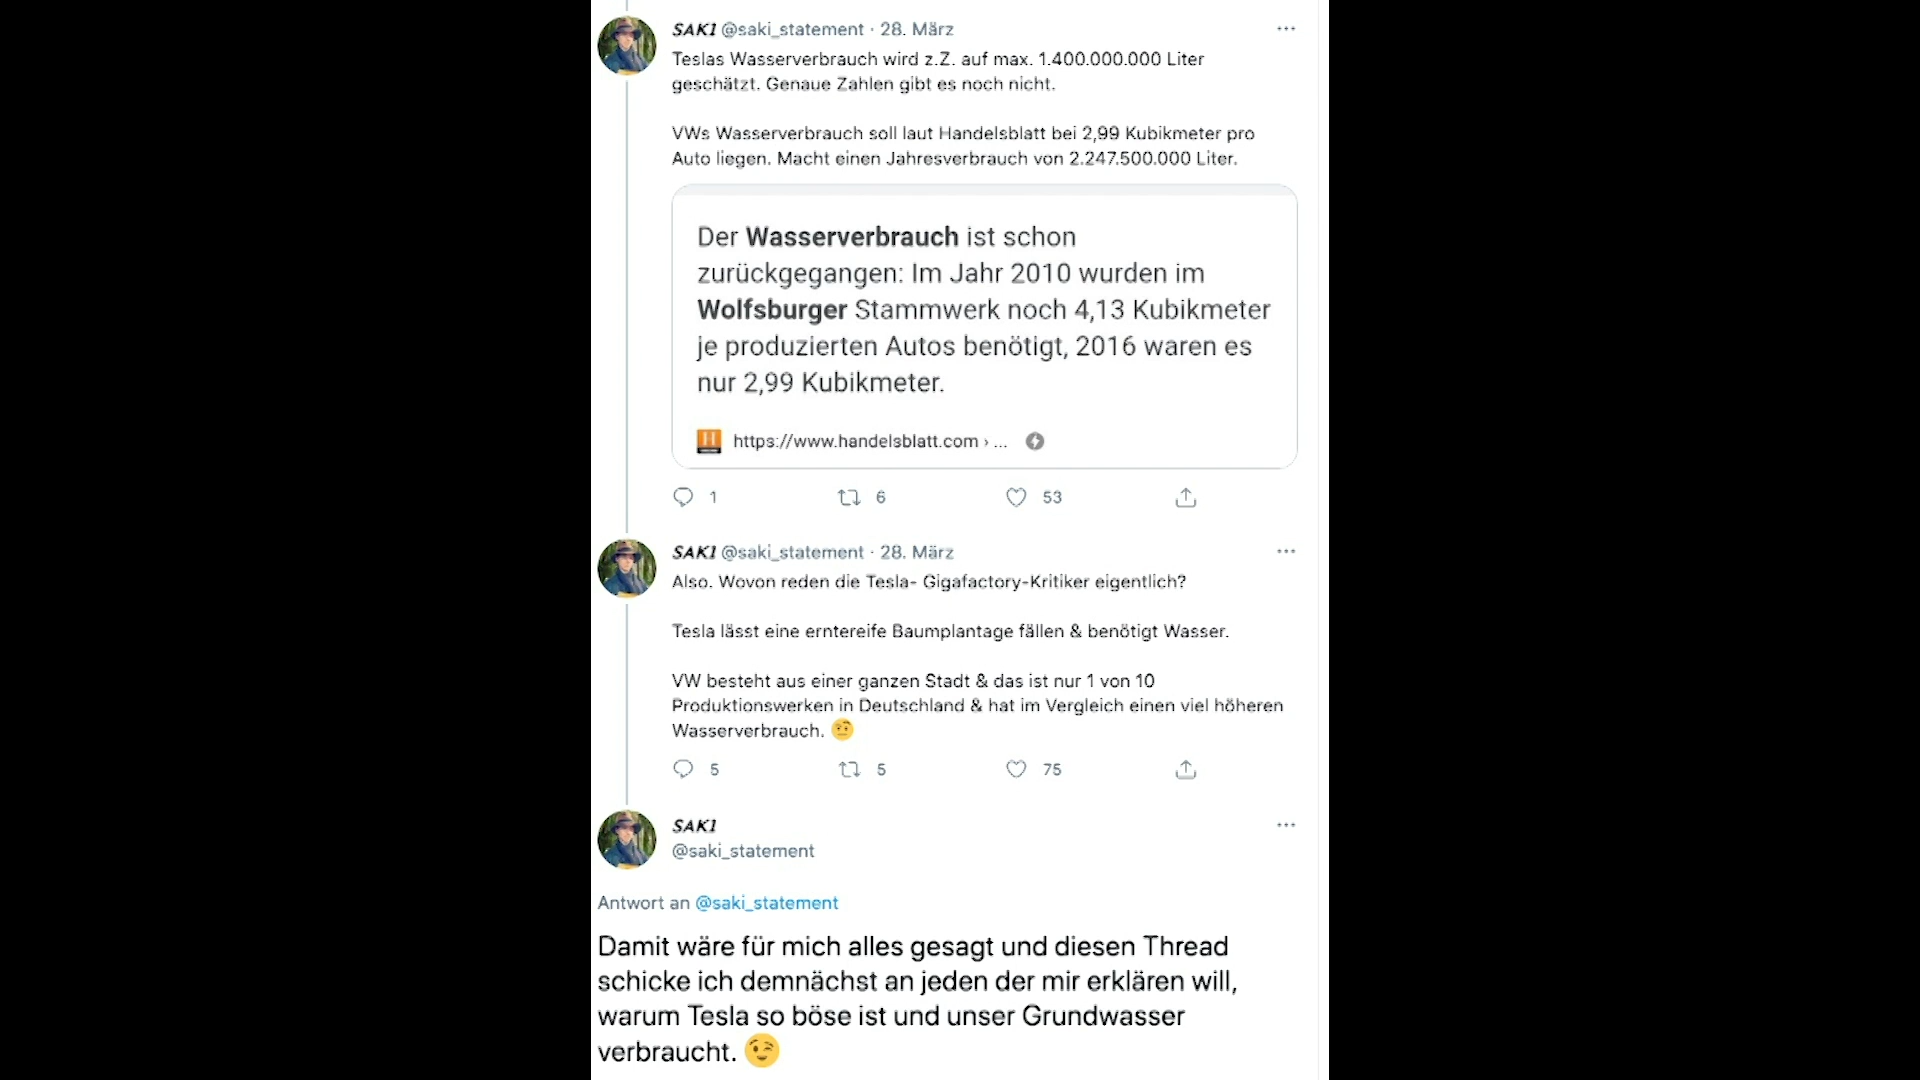 SAKI @saki_statement · 28. März
Teslas Wasserverbrauch wird z.Z. auf max. 1.400.000.000 Liter
geschätzt. Genaue Zahlen gibt es noch nicht.
VWs Wasserverbrauch soll laut Handelsblatt bei 2,99 Kubikmeter pro
Auto liegen. Macht einen Jahresverbrauch von 2.247.500.000 Liter.
Der Wasserverbrauch ist schon
zurückgegangen: Im Jahr 2010 wurden im
Wolfsburger Stammwerk noch 4,13 Kubikmeter
je produzierten Autos benötigt, 2016 waren es
nur 2,99 Kubikmeter.
https://www.handelsblatt.com › ...
1 6 53
SAKI @saki_statement · 28. März
Also. Wovon reden die Tesla- Gigafactory-Kritiker eigentlich?
Tesla lässt eine erntereife Baumplantage fällen & benötigt Wasser.
VW besteht aus einer ganzen Stadt & das ist nur 1 von 10
Produktionswerken in Deutschland & hat im Vergleich einen viel höheren
Wasserverbrauch. 🤨
5 5 75
SAKI
@saki_statement
Antwort an @saki_statement
Damit wäre für mich alles gesagt und diesen Thread
schicke ich demnächst an jeden der mir erklären will,
warum Tesla so böse ist und unser Grundwasser
verbraucht. 😉